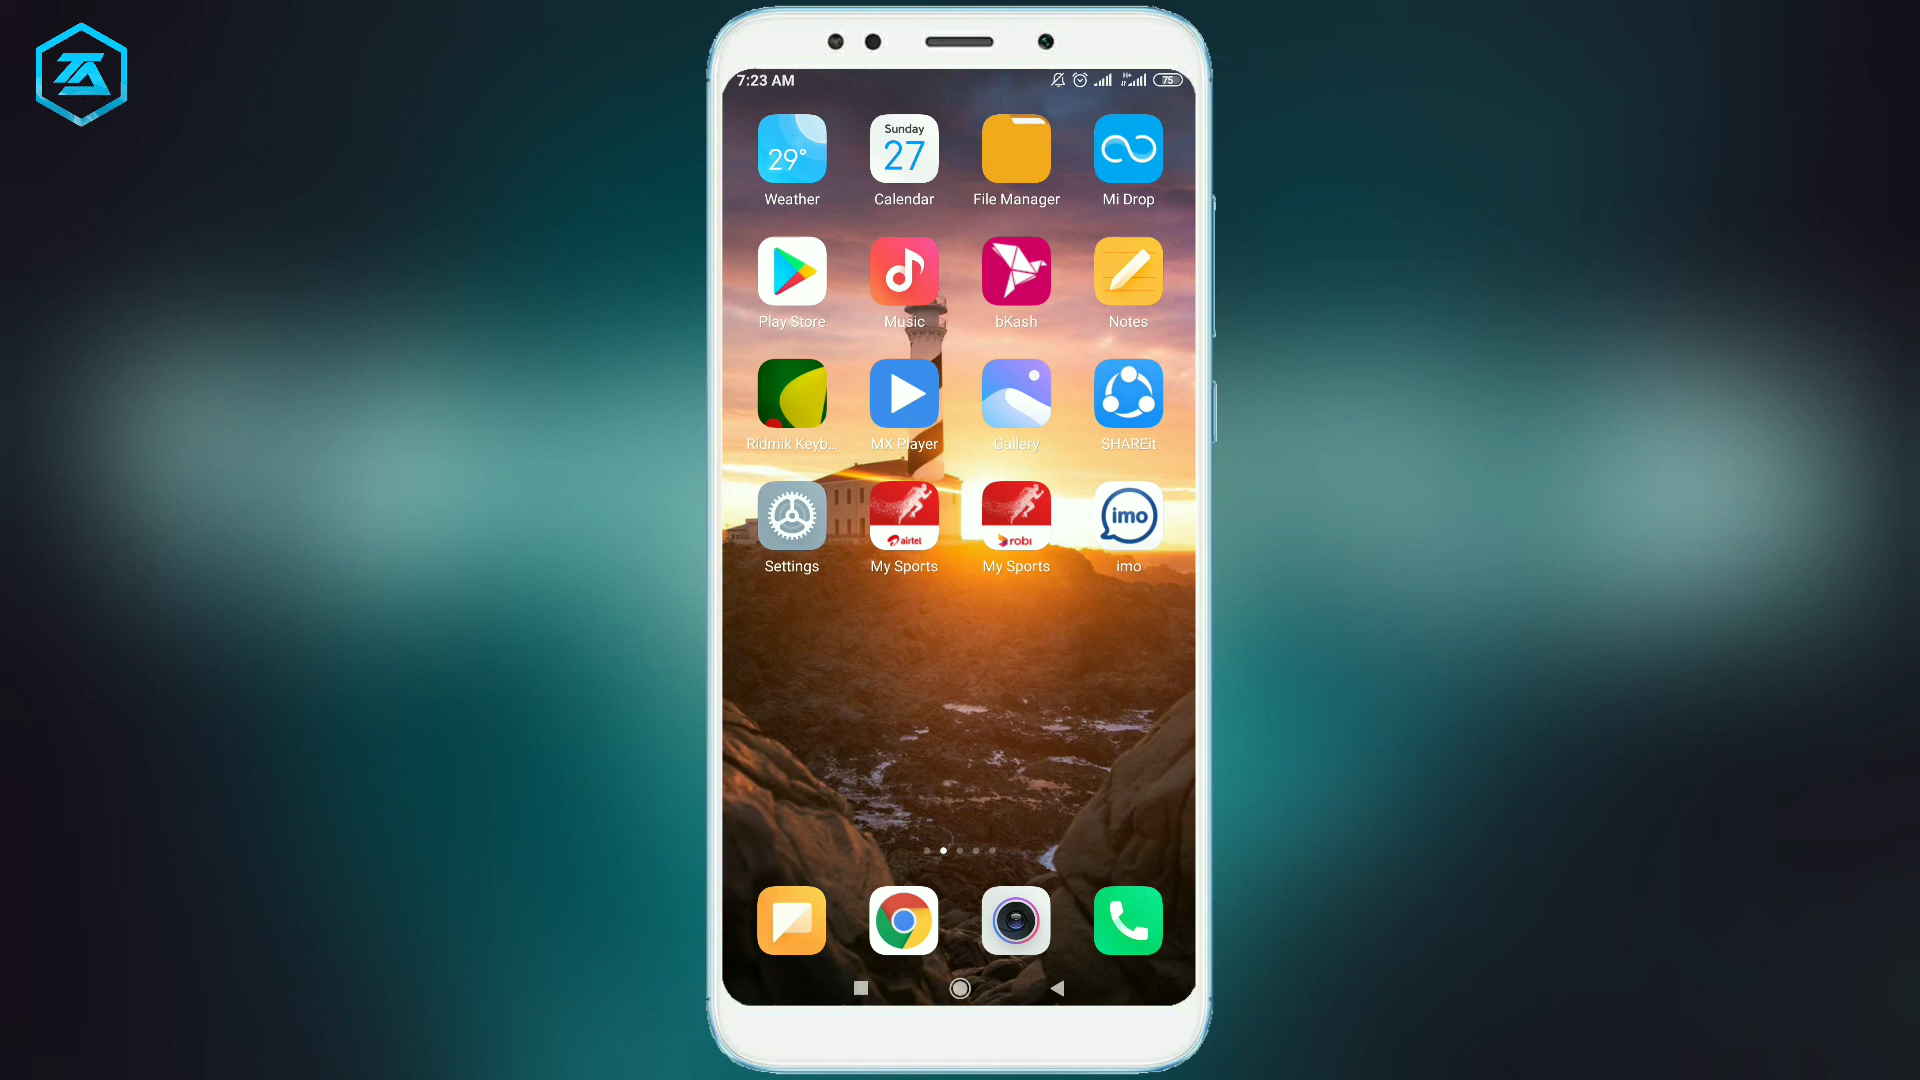 7:23 AM
H+
75
29°
Sunday
27
Weather
Calendar
File Manager
Mi Drop
Play Store
Music
bKash
Notes
Ridmik Keyb...
MX Player
Gallery
SHAREit
airtel
robi
imo
Settings
My Sports
My Sports
imo